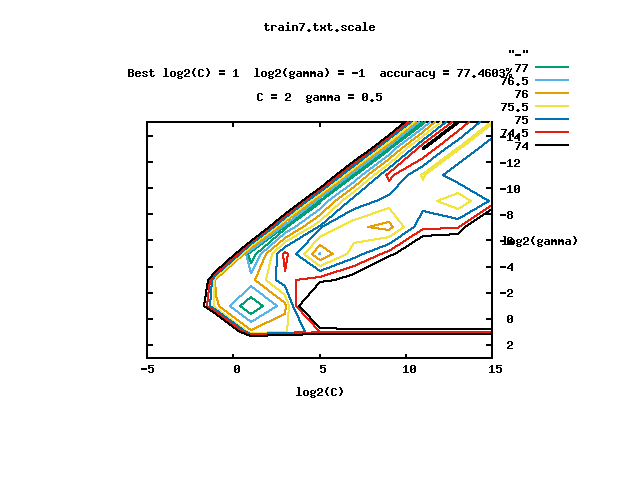 train7.txt.scale
"-"
Best log2(C) = 1  log2(gamma) = -1  accuracy = 77.4603%
77
76.5
C = 2  gamma = 0.5
76
75.5
75
74.5
74
-14
-12
-10
-8
-6
log2(gamma)
-4
-2
0
2
-5 0 5 10 15
log2(C)